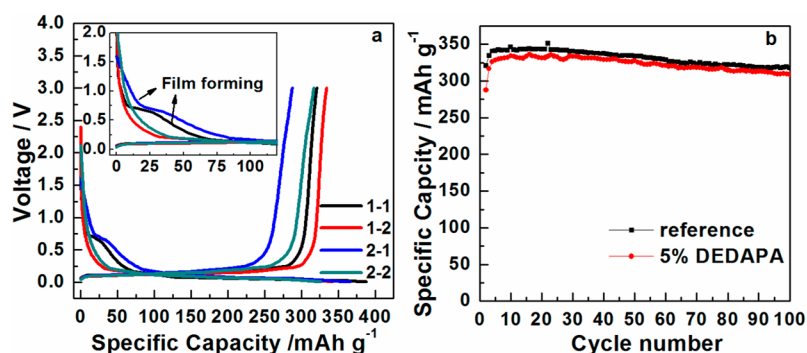 a
4.0
3.5
3.0
2.5
2.0
1.5
1.0
0.5
0.0
Voltage / V
2.0
1.5
1.0
0.5
0.0
Film forming
0 25 50 75 100
1-1
1-2
2-1
2-2
0 50 100 150 200 250 300 350 400
Specific Capacity /mAh g⁻¹
b
350
300
250
200
150
100
50
0
Specific Capcity / mAh g⁻¹
reference
5% DEDAPA
0 10 20 30 40 50 60 70 80 90 100
Cycle number